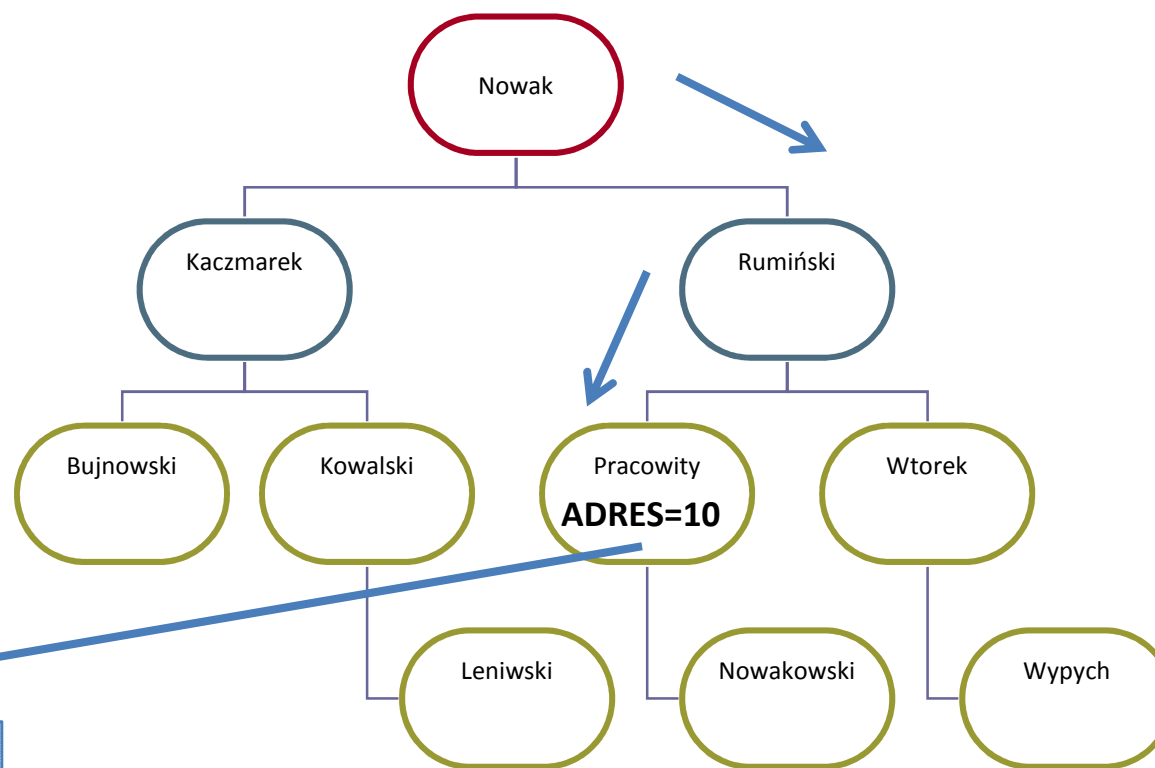 Nowak
Kaczmarek
Rumiński
Bujnowski
Kowalski
Pracowity
ADRES=10
Wtorek
Leniwski
Nowakowski
Wypych